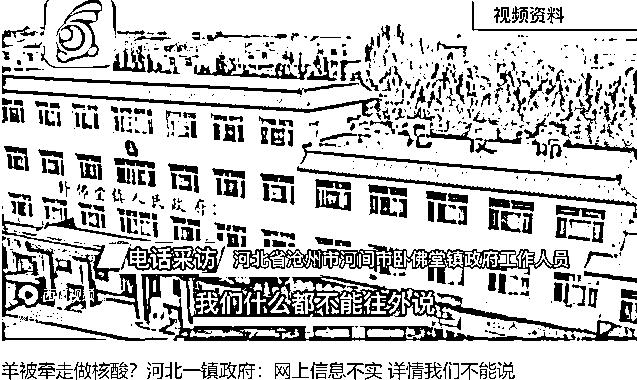 视频资料
卧佛堂镇人民政府
电话采访 河北省沧州市河间市卧佛堂镇政府工作人员
我们什么都不能往外说
羊被牵走做核酸？河北一镇政府：网上信息不实 详情我们不能说